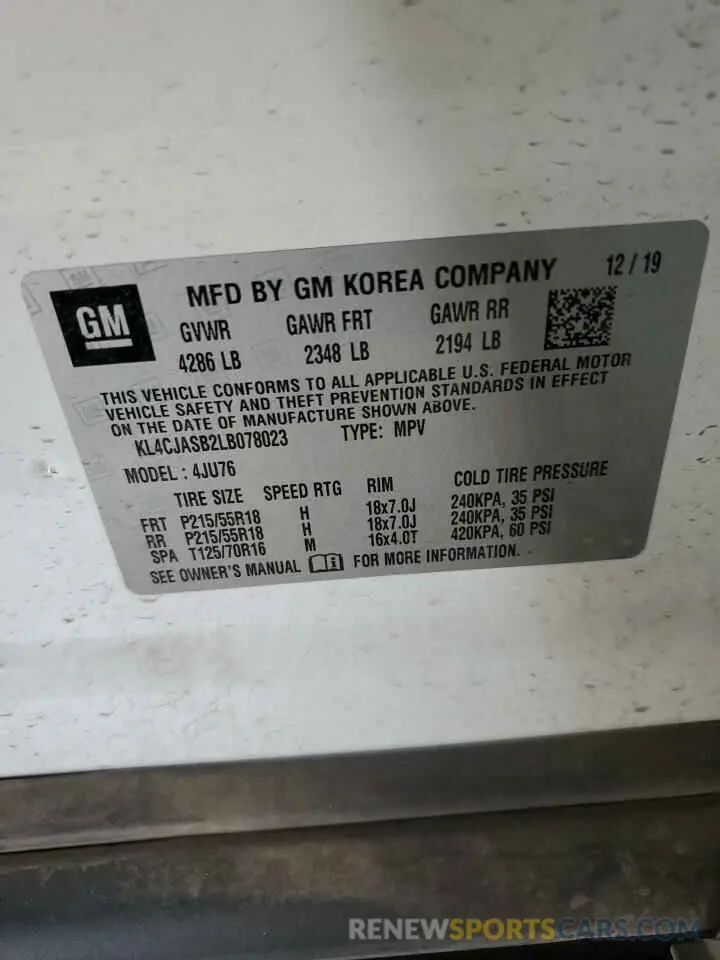 GM
MFD BY GM KOREA COMPANY 12/19
GVWR GAWR FRT GAWR RR
4286 LB 2348 LB 2194 LB
THIS VEHICLE CONFORMS TO ALL APPLICABLE U.S. FEDERAL MOTOR
VEHICLE SAFETY AND THEFT PREVENTION STANDARDS IN EFFECT
ON THE DATE OF MANUFACTURE SHOWN ABOVE.
KL4CJASB2LB078023 TYPE: MPV
MODEL: 4JU76
TIRE SIZE SPEED RTG RIM COLD TIRE PRESSURE
FRT P215/55R18 H 18x7.0J 240KPA, 35 PSI
RR P215/55R18 H 18x7.0J 240KPA, 35 PSI
SPA T125/70R16 M 16x4.0T 420KPA, 60 PSI
SEE OWNER'S MANUAL FOR MORE INFORMATION.
RENEWSPORTSCARS.COM